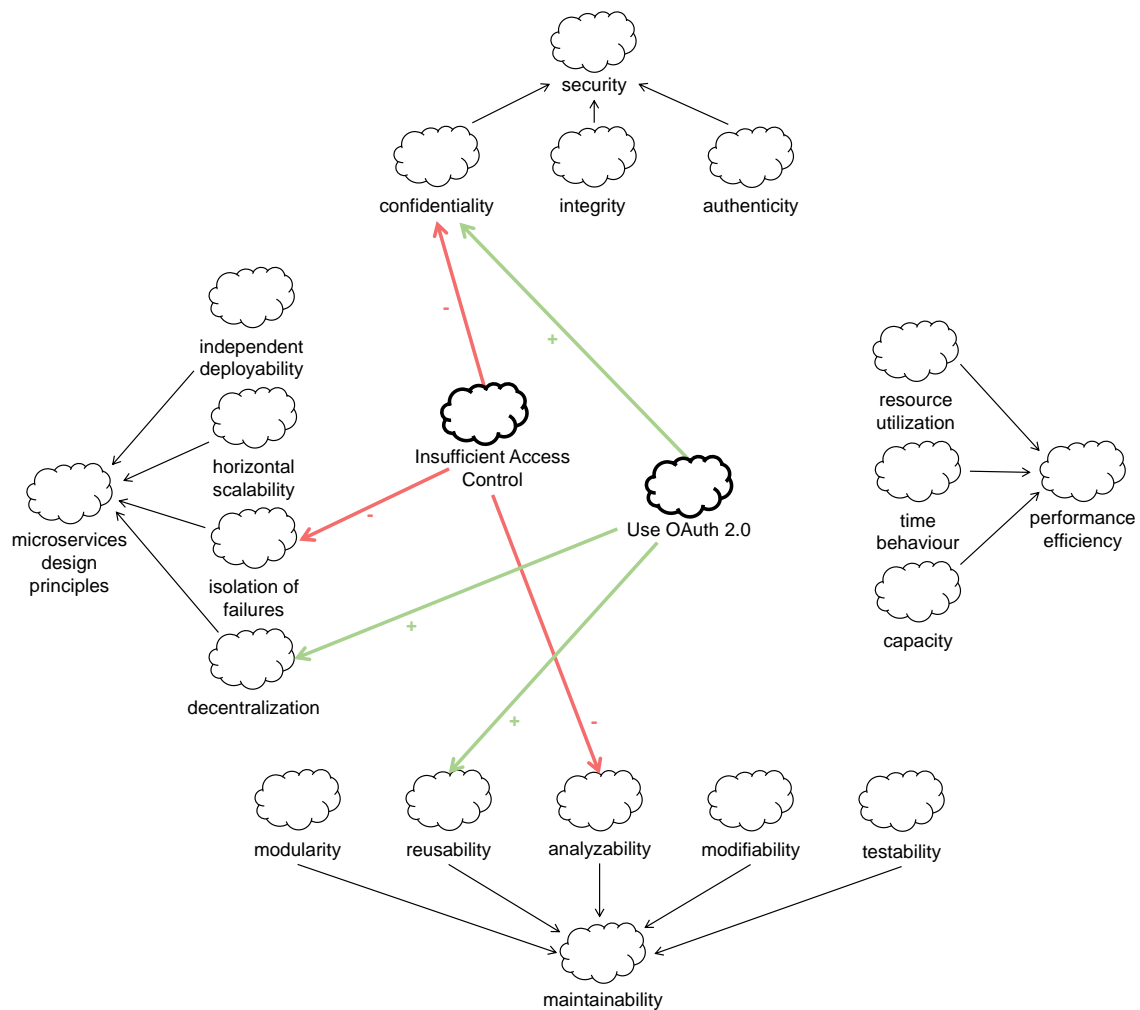 security
confidentiality
integrity
authenticity
-
+
independent
deployability
resource
utilization
horizontal
scalability
Insufficient Access
Control
Use OAuth 2.0
-
microservices
design
principles
time
behaviour
performance
efficiency
isolation of
failures
+
capacity
decentralization
+
-
modularity
reusability
analyzability
modifiability
testability
maintainability